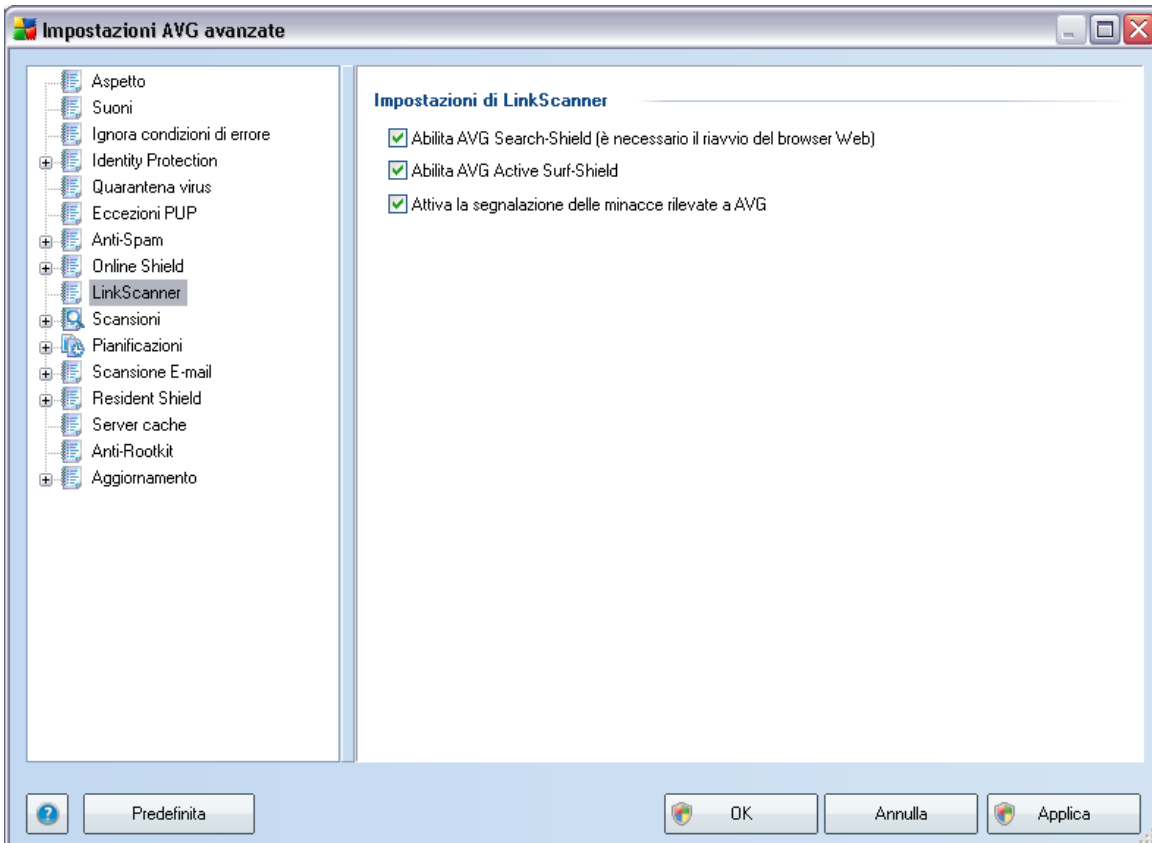 Impostazioni AVG avanzate
Aspetto
Suoni
Ignora condizioni di errore
Identity Protection
Quarantena virus
Eccezioni PUP
Anti-Spam
Online Shield
LinkScanner
Scansioni
Pianificazioni
Scansione E-mail
Resident Shield
Server cache
Anti-Rootkit
Aggiornamento
Impostazioni di LinkScanner
Abilita AVG Search-Shield (è necessario il riavvio del browser Web)
Abilita AVG Active Surf-Shield
Attiva la segnalazione delle minacce rilevate a AVG
Predefinita
OK
Annulla
Applica